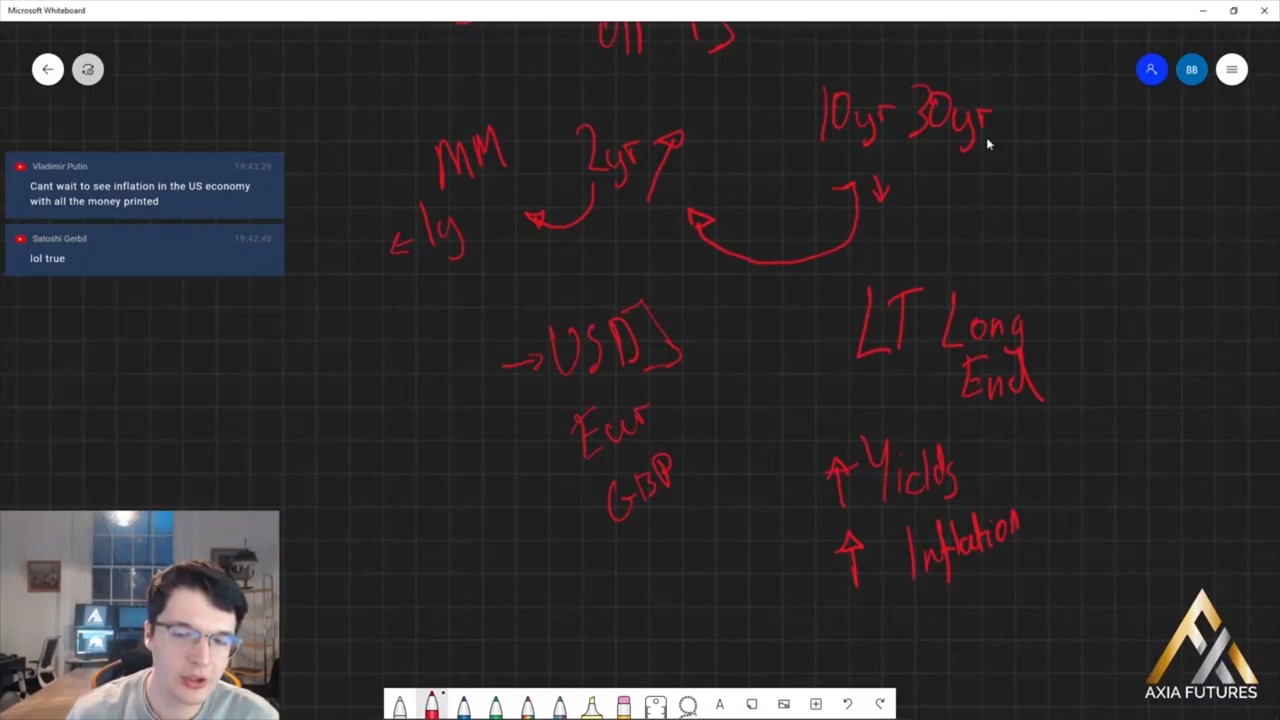 Microsoft Whiteboard
off
BB
10yr 30yr
MM 2yr
1y
Vladimir Putin 19:43:29
Cant wait to see inflation in the US economy
with all the money printed
Satoshi Gerbil 19:42:48
lol true
USD
Eur
GBP
LT Long
End
Yields
Inflation
AXIA FUTURES
A